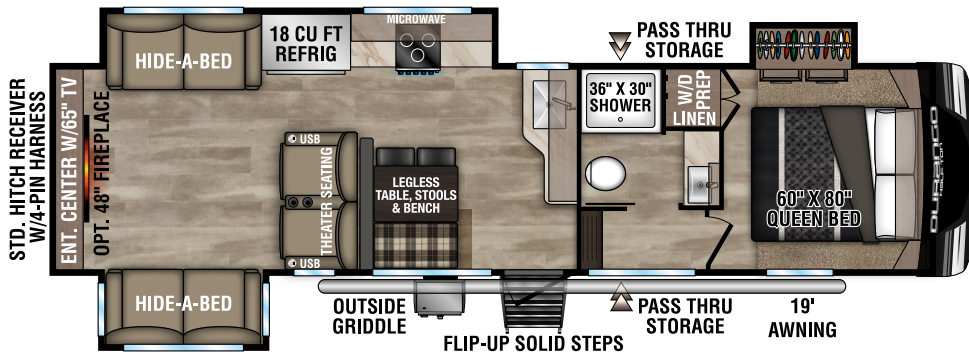 MICROWAVE
18 CU FT
REFRIG
HIDE-A-BED
PASS THRU
STORAGE
STD. HITCH RECEIVER
W/4-PIN HARNESS
ENT. CENTER W/65" TV
OPT. 48" FIREPLACE
36" X 30"
SHOWER
W/D
PREP
LINEN
USB
THEATER SEATING
USB
LEGLESS
TABLE, STOOLS
& BENCH
60" X 80"
QUEEN BED
DURANGO
HALF-TON
HIDE-A-BED
OUTSIDE
GRIDDLE
FLIP-UP SOLID STEPS
PASS THRU
STORAGE
19'
AWNING